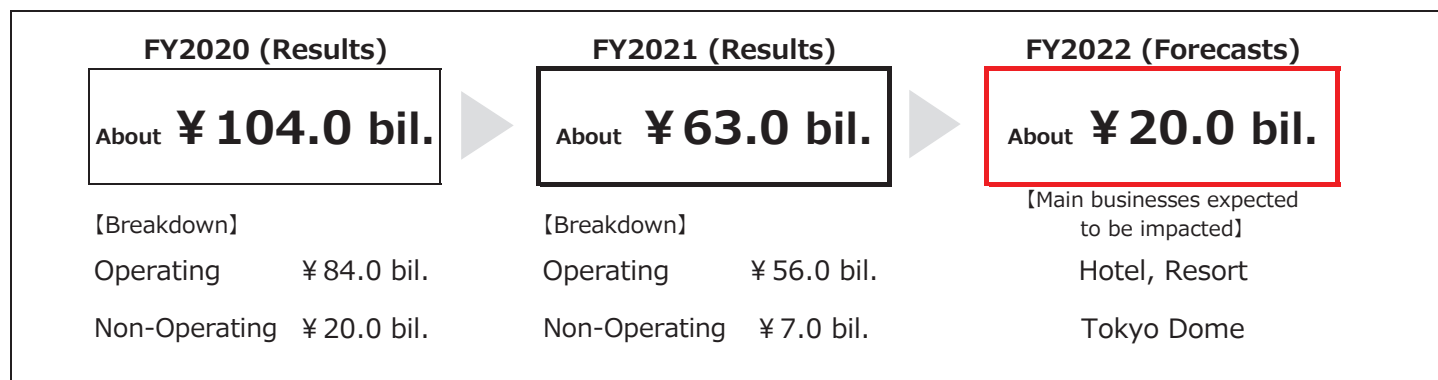 FY2020 (Results)
About ¥104.0 bil.
【Breakdown】
Operating ¥84.0 bil.
Non-Operating ¥20.0 bil.
FY2021 (Results)
About ¥63.0 bil.
【Breakdown】
Operating ¥56.0 bil.
Non-Operating ¥7.0 bil.
FY2022 (Forecasts)
About ¥20.0 bil.
【Main businesses expected
to be impacted】
Hotel, Resort
Tokyo Dome